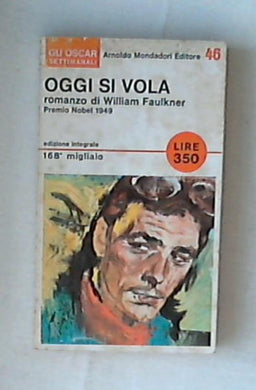 GLI OSCAR
SETTIMANALI
Arnoldo Mondadori Editore 46
OGGI SI VOLA
romanzo di William Faulkner
Premio Nobel 1949
edizione integrale
168° migliaio
LIRE
350